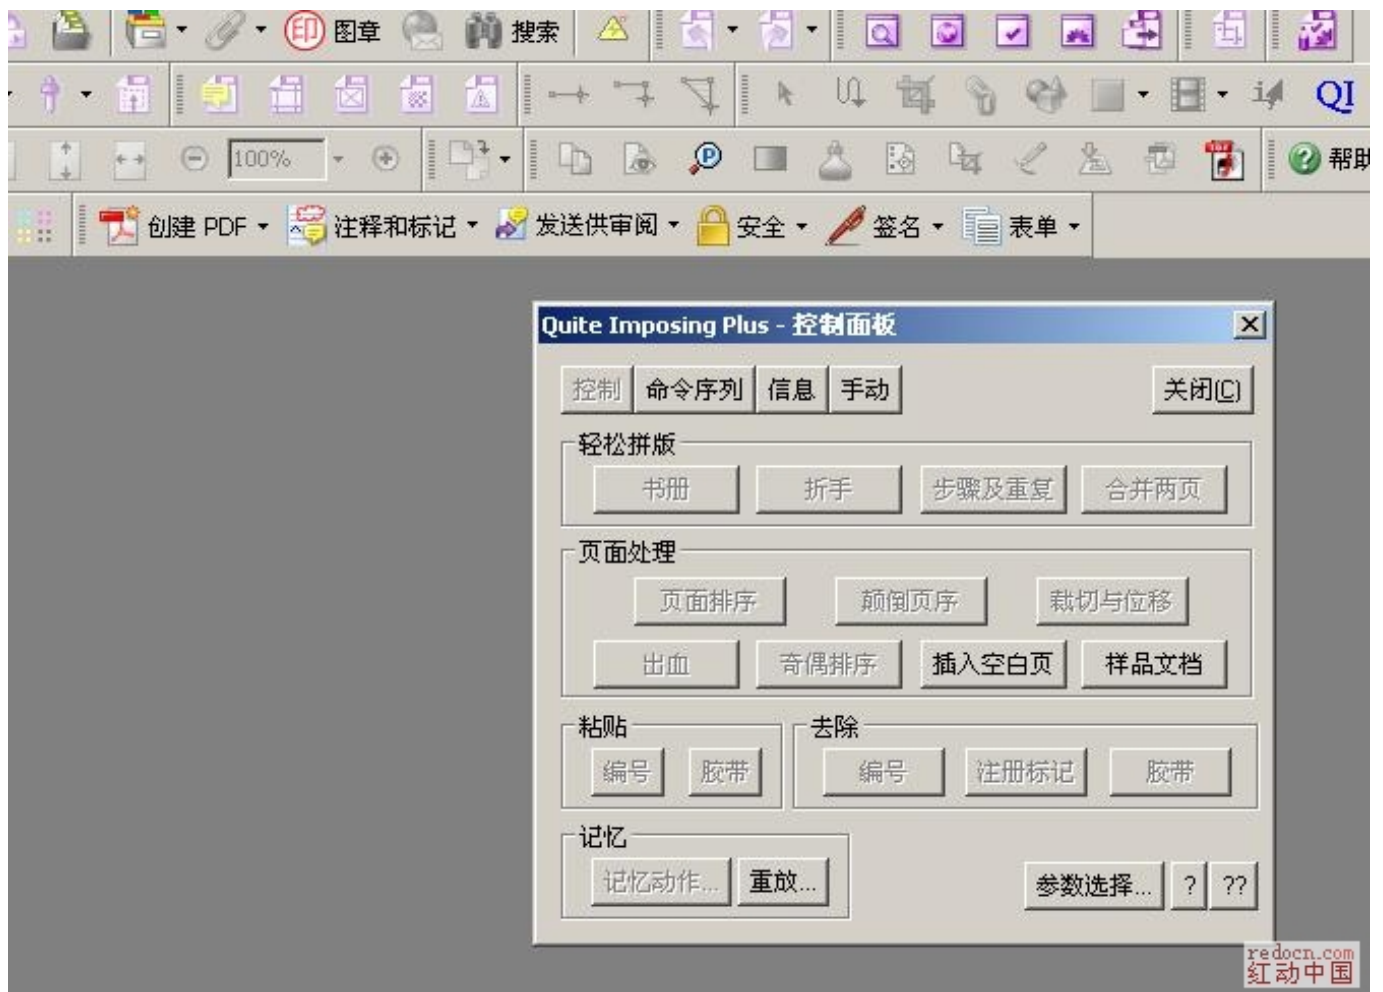 印 图章 搜索
QI
100% 帮助
创建 PDF 注释和标记 发送供审阅 安全 签名 表单
Quite Imposing Plus - 控制面板
控制 命令序列 信息 手动 关闭(C)
轻松拼版
书册 折手 步骤及重复 合并两页
页面处理
页面排序 颠倒页序 裁切与位移
出血 奇偶排序 插入空白页 样品文档
粘贴 去除
编号 胶带 编号 注册标记 胶带
记忆
记忆动作... 重放... 参数选择... ? ??
redocn.com
红动中国